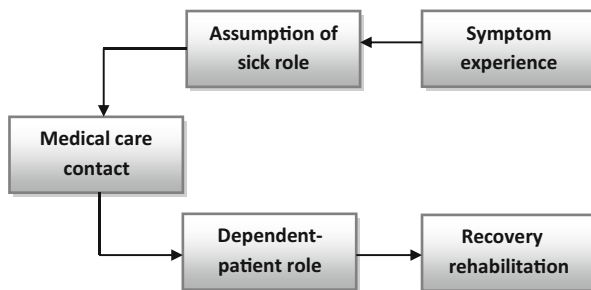 Assumption of
sick role
Symptom
experience
Medical care
contact
Dependent-
patient role
Recovery
rehabilitation